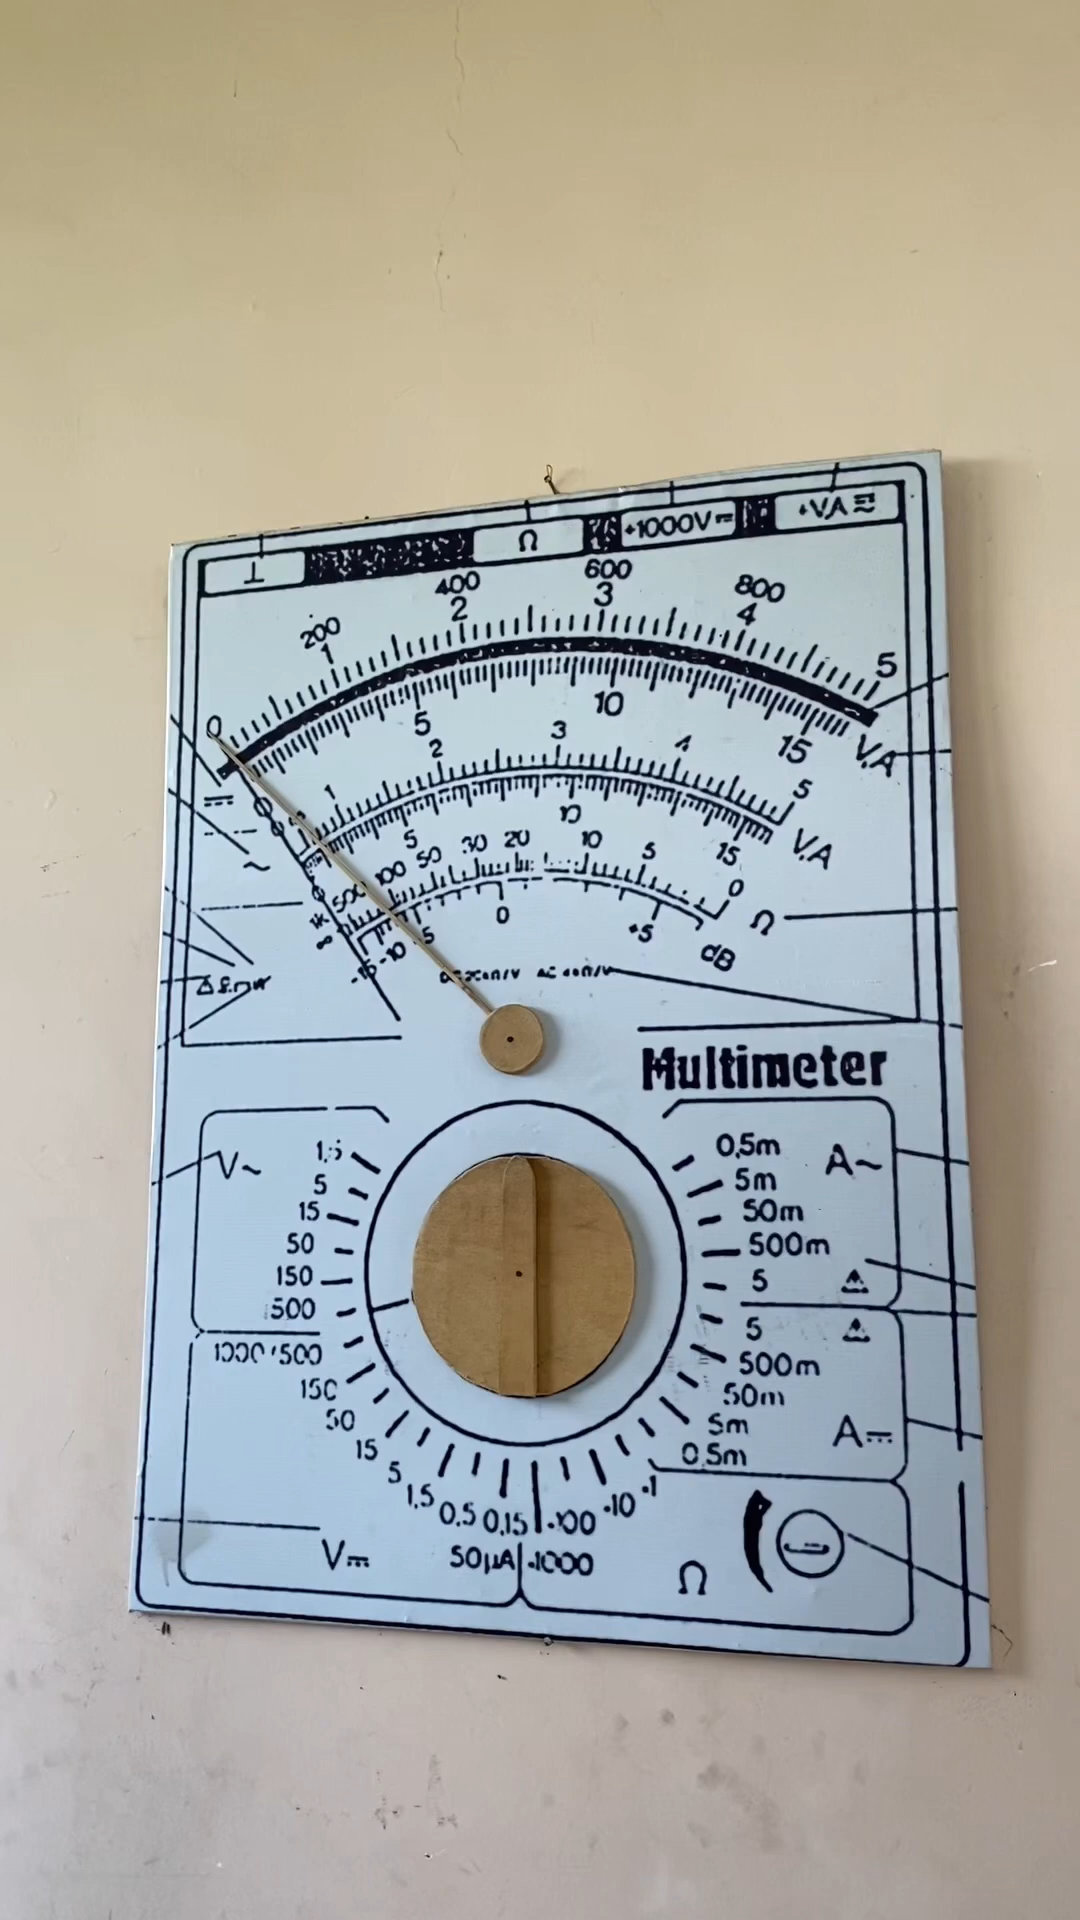 ⊥ Ω +1000V⎓ +V,A
200 400 600 800
0 1 2 3 4 5
5 10 15 V.A
1 2 3 4 5
5 10 15 V.A
∞ 1k 500 100 50 30 20 10 5 0 Ω
-15 -10 -5 0 +5 dB
Multimeter
V~
1,5
5
15
50
150
500
1000/500
150
50
15
5
1,5
0,5
0,15
50µA
V⎓
A~
0,5m
5m
50m
500m
5
5
500m
50m
5m
0,5m
A⎓
·1
·10
·100
·1000
Ω